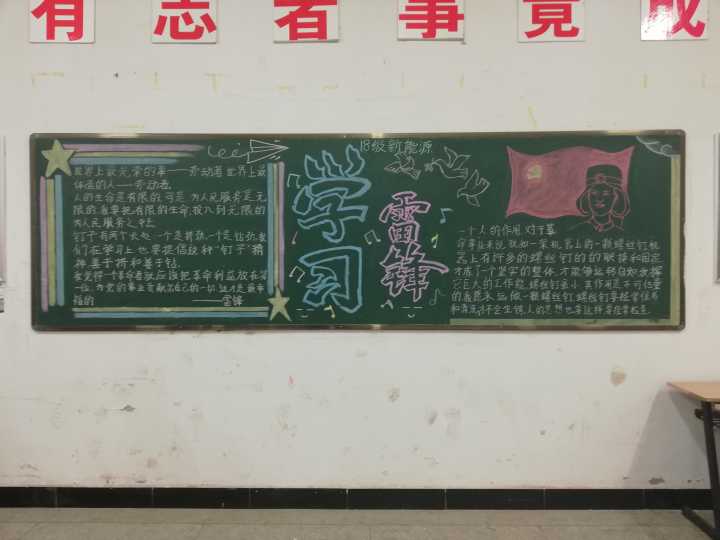 有志者事竟成
18级新能源
学习
雷锋
世界上最光荣的事——劳动者世界上最
体面的人——劳动者。
人的生命是有限的,可是为人民服务是无
限的,我要把有限的生命,投入到无限的
为人民服务之中去
钉子有两个长处:一个是挤劲,一个是钻劲,我
们在学习上也要提倡这种“钉子”精
神善于挤和善于钻
我觉得一个革命者就应该把革命利益放在第
一位,为党的事业贡献出自己的一切,这才是最幸
福的 ——雷锋
一个人的作用,对于革
命事业来说,就如一架机器上的一颗螺丝钉机
器上有许多的螺丝钉的的联接和固定
才成了一个坚实的整体,才能够运转自如,发挥
它巨大的工作能,螺丝钉虽小,其作用是不可估量
的我愿永远做一颗螺丝钉,螺丝钉要经常保养
和清洗,才不会生锈,人的思想也要这样要经常检查